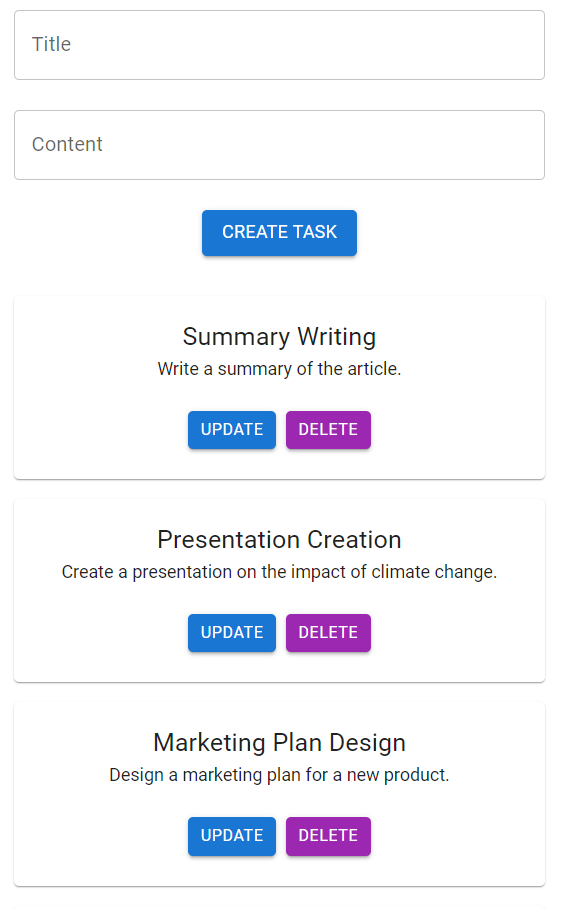 Title
Content
CREATE TASK
Summary Writing
Write a summary of the article.
UPDATE DELETE
Presentation Creation
Create a presentation on the impact of climate change.
UPDATE DELETE
Marketing Plan Design
Design a marketing plan for a new product.
UPDATE DELETE